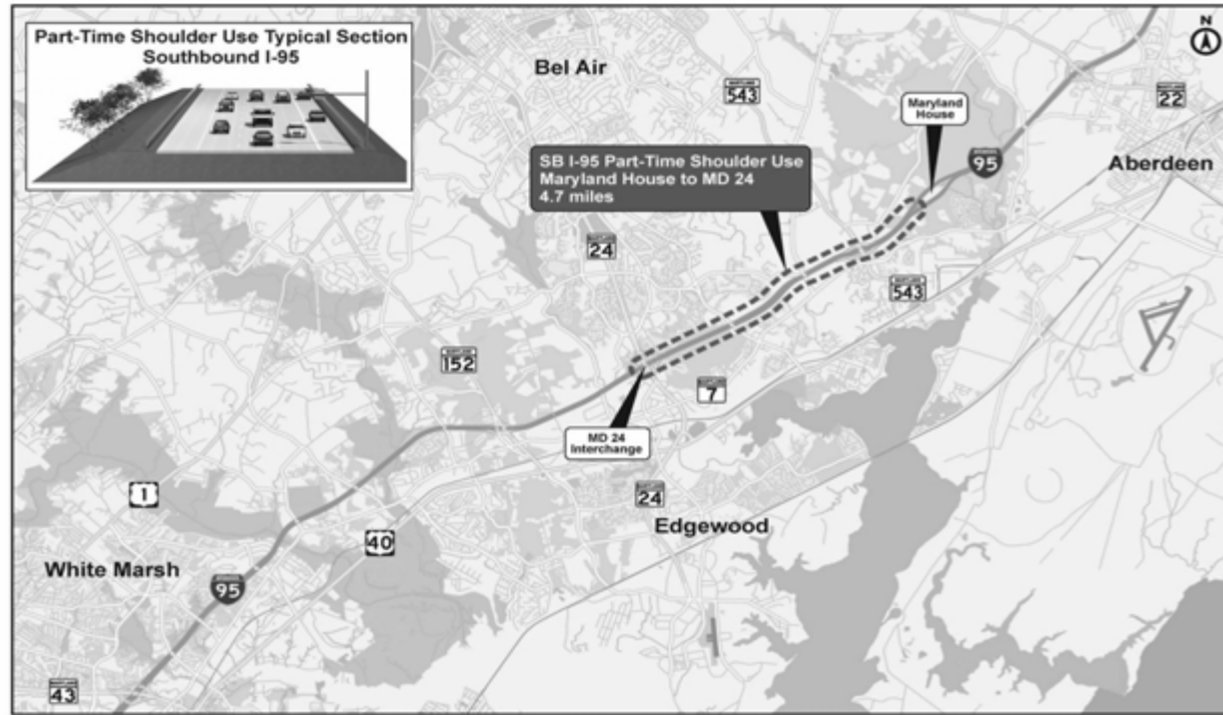 Part-Time Shoulder Use Typical Section
Southbound I-95
N
Bel Air
543
Maryland
House
22
95
Aberdeen
SB I-95 Part-Time Shoulder Use
Maryland House to MD 24
4.7 miles
24
543
152
7
MD 24
Interchange
1
24
Edgewood
40
White Marsh
95
43